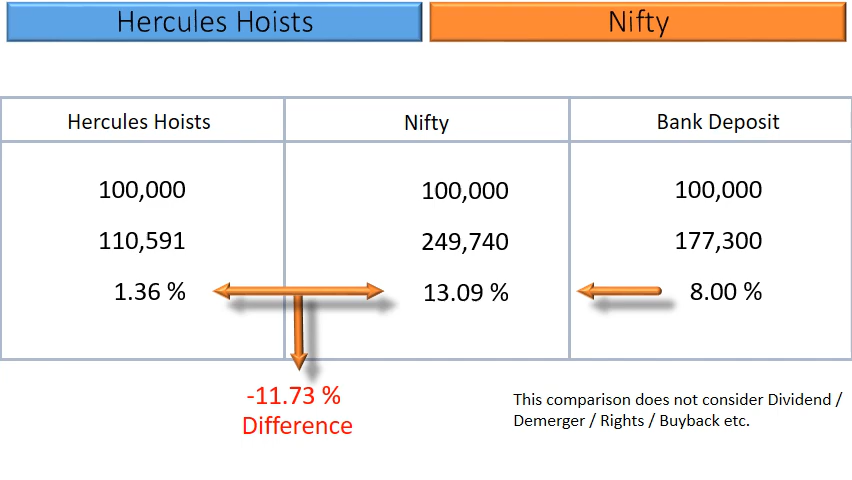 Hercules Hoists
Nifty
Hercules Hoists
Nifty
Bank Deposit
100,000
100,000
100,000
110,591
249,740
177,300
1.36 %
13.09 %
8.00 %
-11.73 %
Difference
This comparison does not consider Dividend /
Demerger / Rights / Buyback etc.